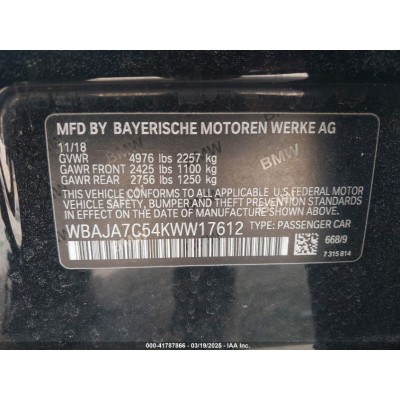 MFD BY BAYERISCHE MOTOREN WERKE AG
11/18
GVWR 4976 lbs 2257 kg
GAWR FRONT 2425 lbs 1100 kg
GAWR REAR 2756 lbs 1250 kg
THIS VEHICLE CONFORMS TO ALL APPLICABLE U.S. FEDERAL MOTOR
VEHICLE SAFETY, BUMPER, AND THEFT PREVENTION STANDARDS
IN EFFECT ON THE DATE OF MANUFACTURE SHOWN ABOVE.
WBAJA7C54KWW17612 TYPE: PASSENGER CAR
668/9
7 315 814
BMW
000-41787866 - 03/19/2025 - IAA Inc.